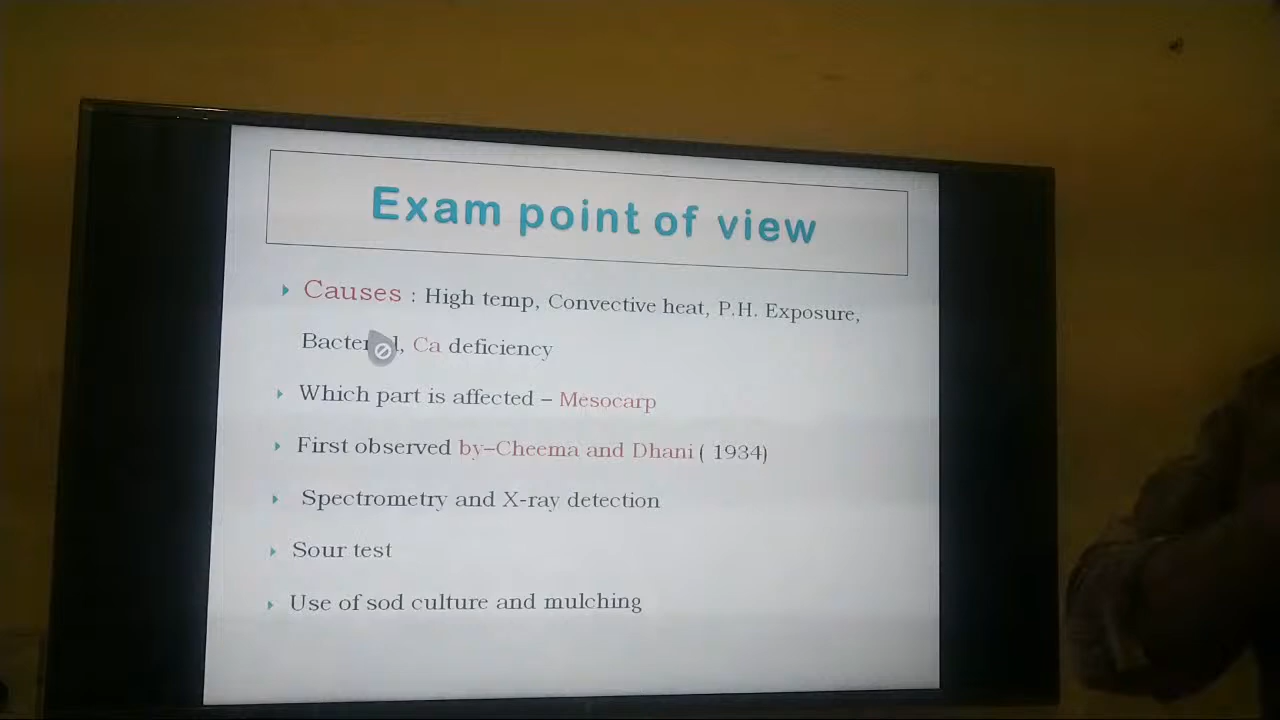 Exam point of view
Causes : High temp, Convective heat, P.H. Exposure,
Ca deficiency
Which part is affected – Mesocarp
First observed by–Cheema and Dhani ( 1934)
Spectrometry and X-ray detection
Sour test
Use of sod culture and mulching